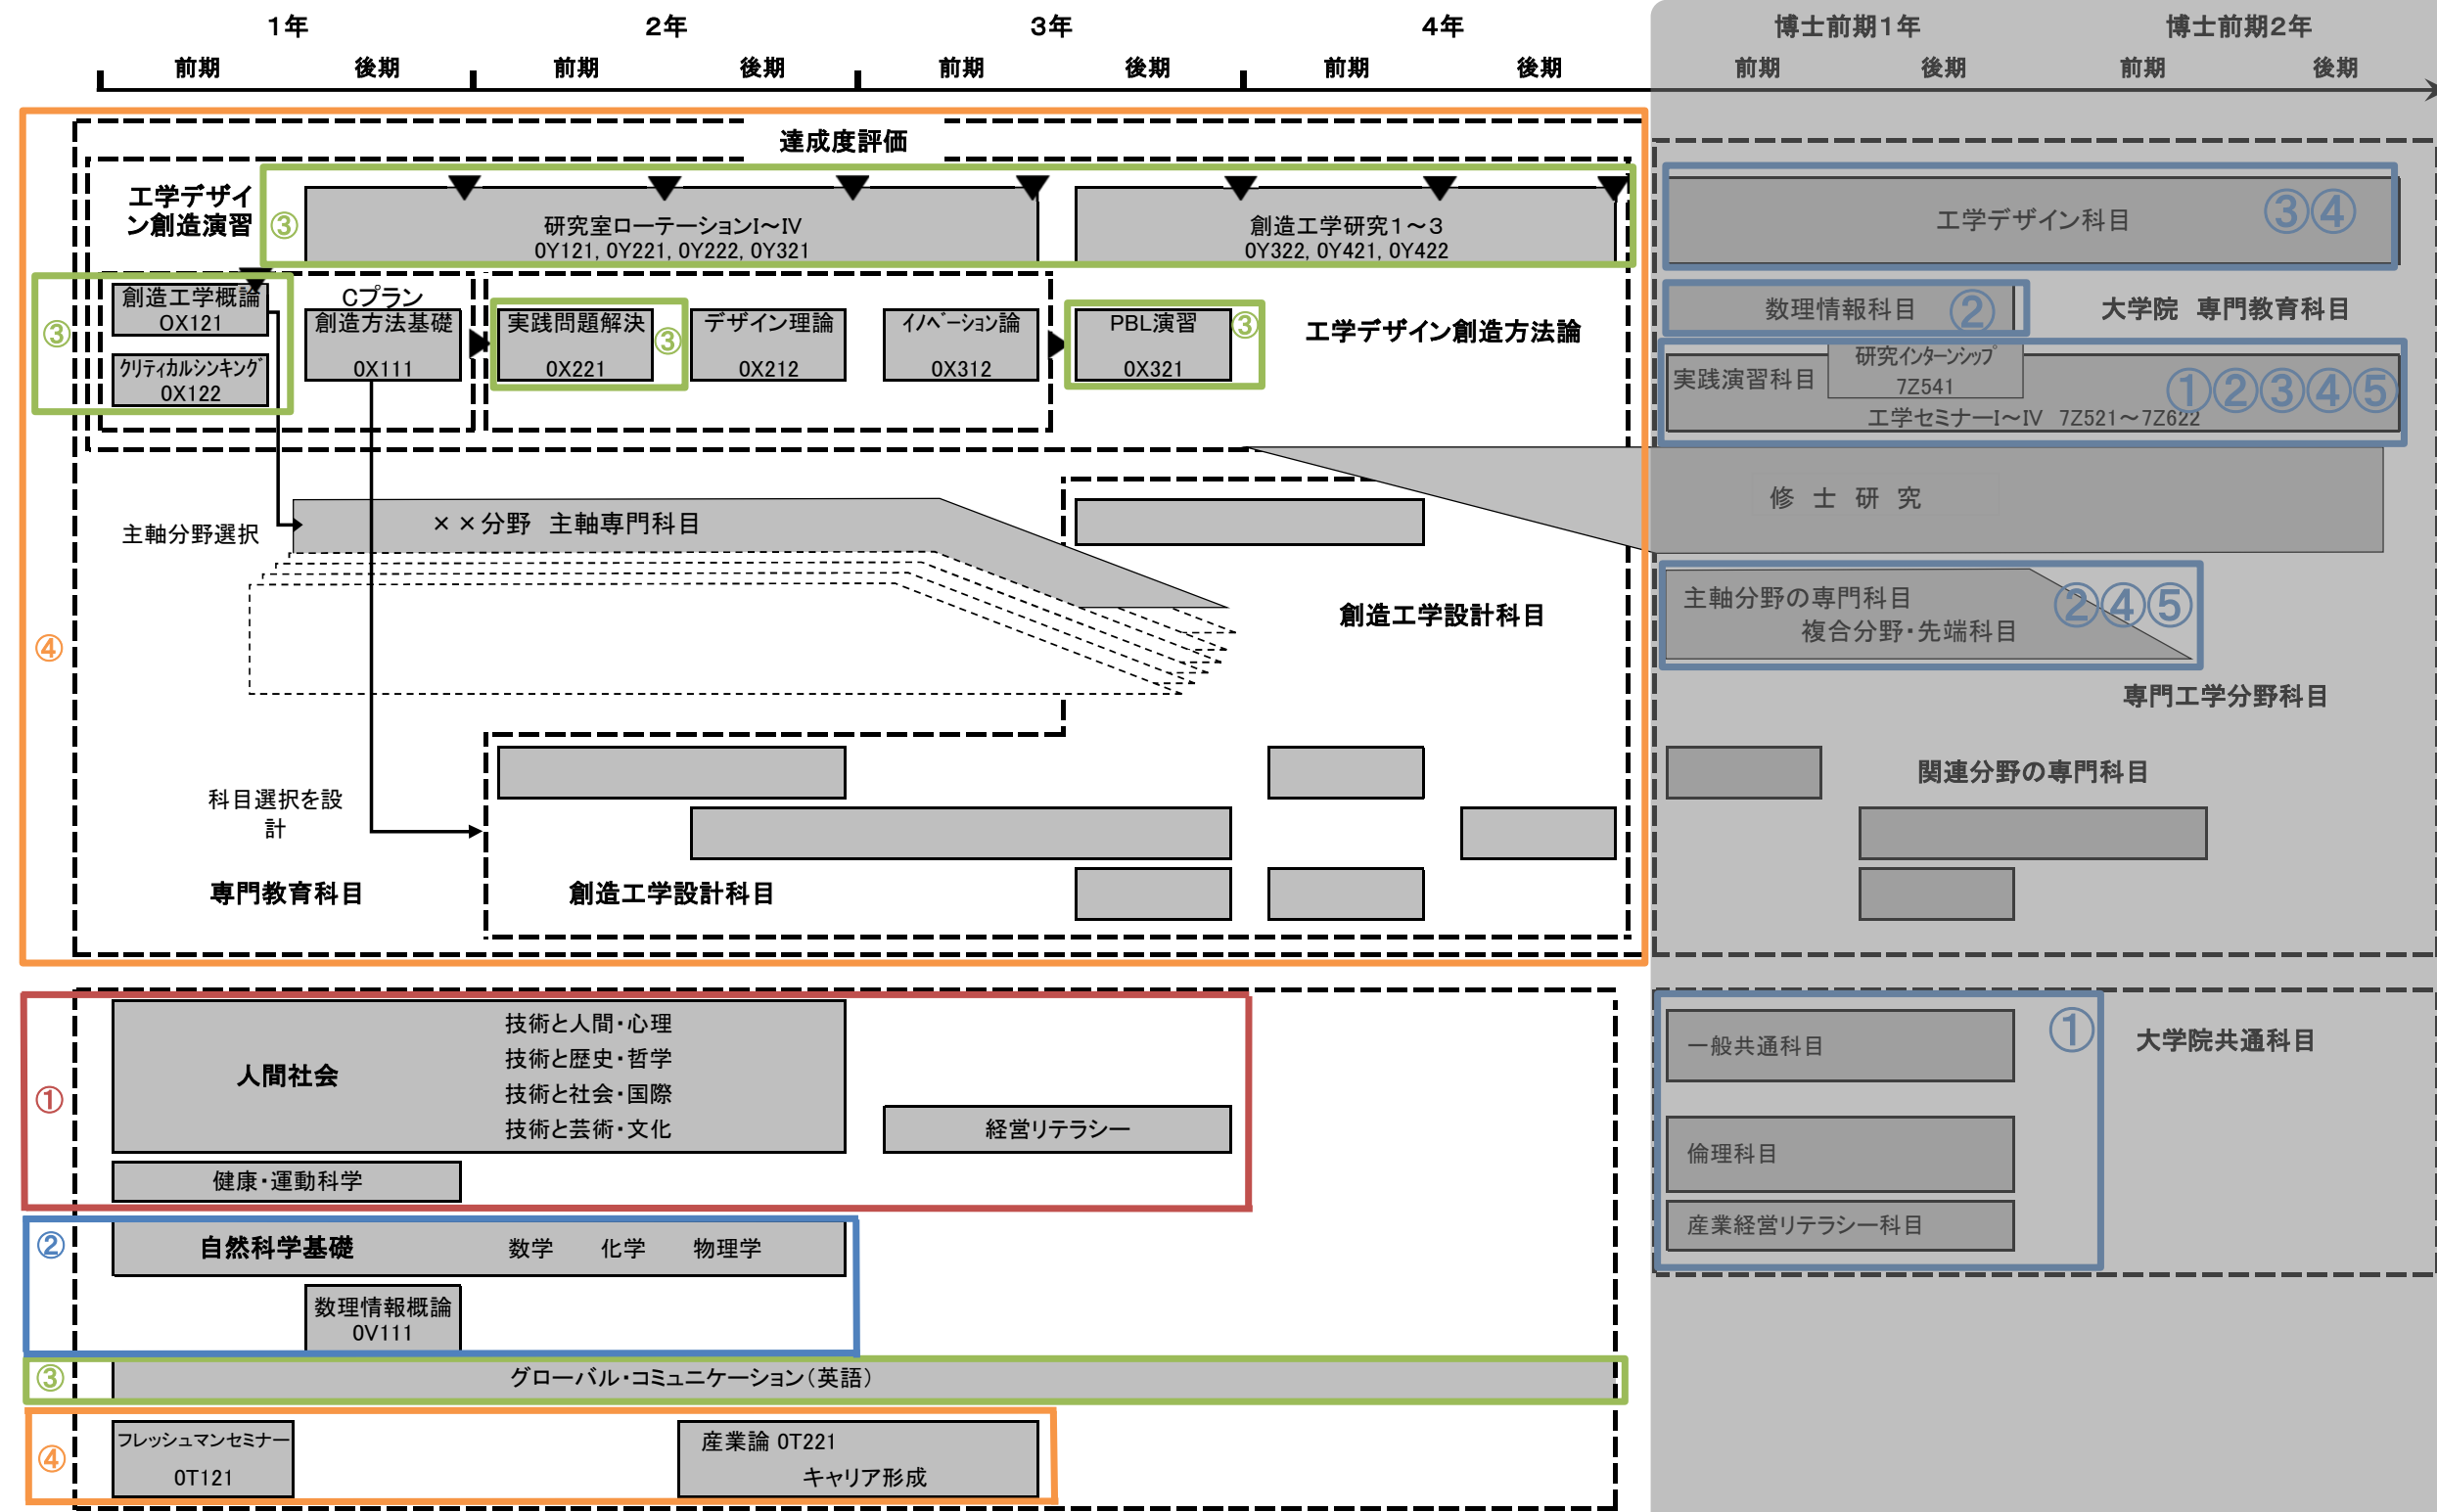 1年
2年
3年
4年
博士前期1年
博士前期2年
前期
後期
前期
後期
前期
後期
前期
後期
前期
後期
前期
後期
達成度評価
工学デザイ
ン創造演習
③
研究室ローテーションⅠ～Ⅳ
0Y121, 0Y221, 0Y222, 0Y321
創造工学研究1～3
0Y322, 0Y421, 0Y422
工学デザイン科目
③④
③
創造工学概論
OX121
クリティカルシンキング
0X122
Cプラン
創造方法基礎
0X111
実践問題解決
0X221
③
デザイン理論
0X212
イノベーション論
0X312
PBL演習
0X321
③
工学デザイン創造方法論
数理情報科目
②
大学院 専門教育科目
実践演習科目
研究インターンシップ
7Z541
①②③④⑤
工学セミナーⅠ～Ⅳ 7Z521～7Z622
修 士 研 究
主軸分野選択
××分野 主軸専門科目
創造工学設計科目
④
主軸分野の専門科目
複合分野・先端科目
②④⑤
専門工学分野科目
関連分野の専門科目
科目選択を設
計
専門教育科目
創造工学設計科目
①
人間社会
技術と人間・心理
技術と歴史・哲学
技術と社会・国際
技術と芸術・文化
経営リテラシー
健康・運動科学
一般共通科目
①
大学院共通科目
倫理科目
産業経営リテラシー科目
②
自然科学基礎
数学 化学 物理学
数理情報概論
0V111
③
グローバル・コミュニケーション（英語）
④
フレッシュマンセミナー
0T121
産業論 0T221
キャリア形成